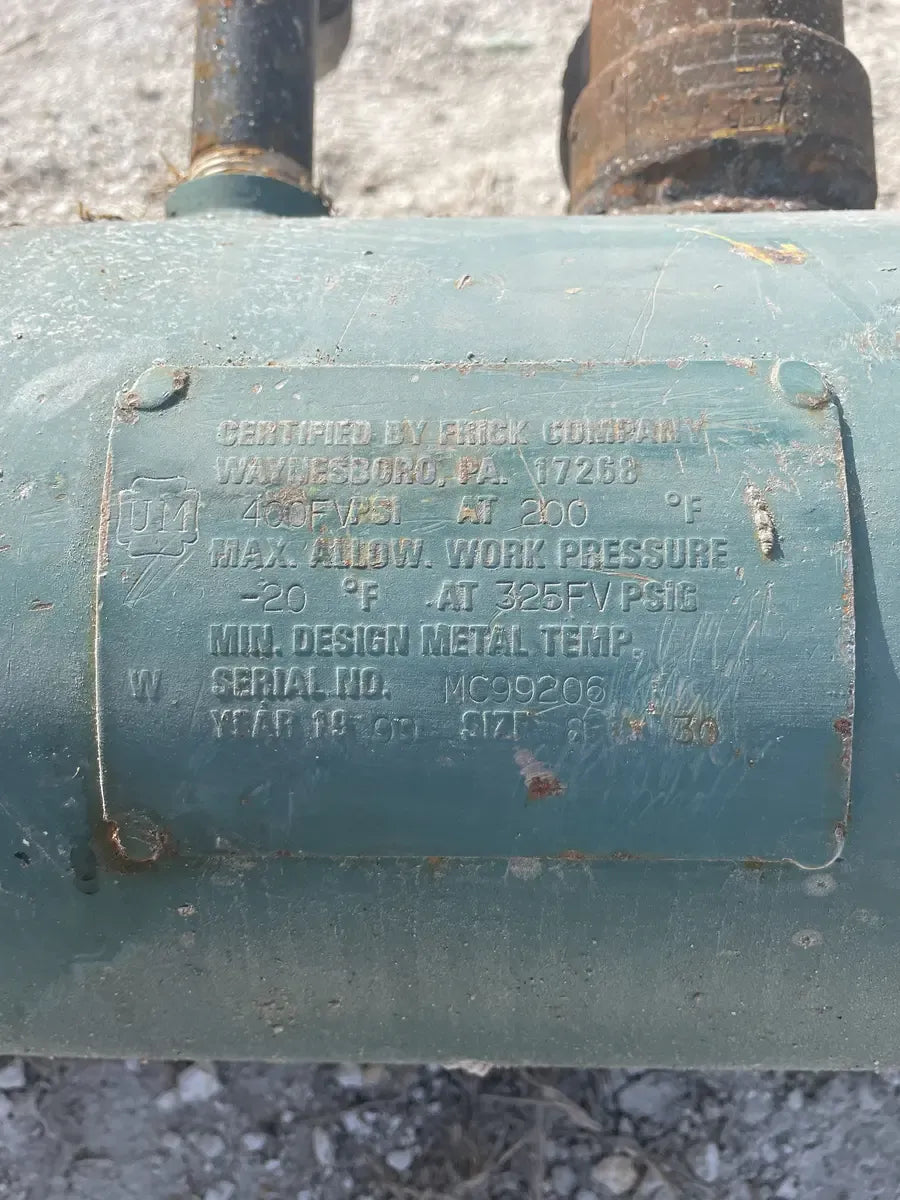 CERTIFIED BY FRICK COMPANY
WAYNESBORO, PA. 17268
UM
400FV PSI AT 200 °F
MAX. ALLOW. WORK PRESSURE
-20 °F AT 325FV PSIG
MIN. DESIGN METAL TEMP.
W SERIAL NO. MC99206
YEAR 19 99 SIZE 30